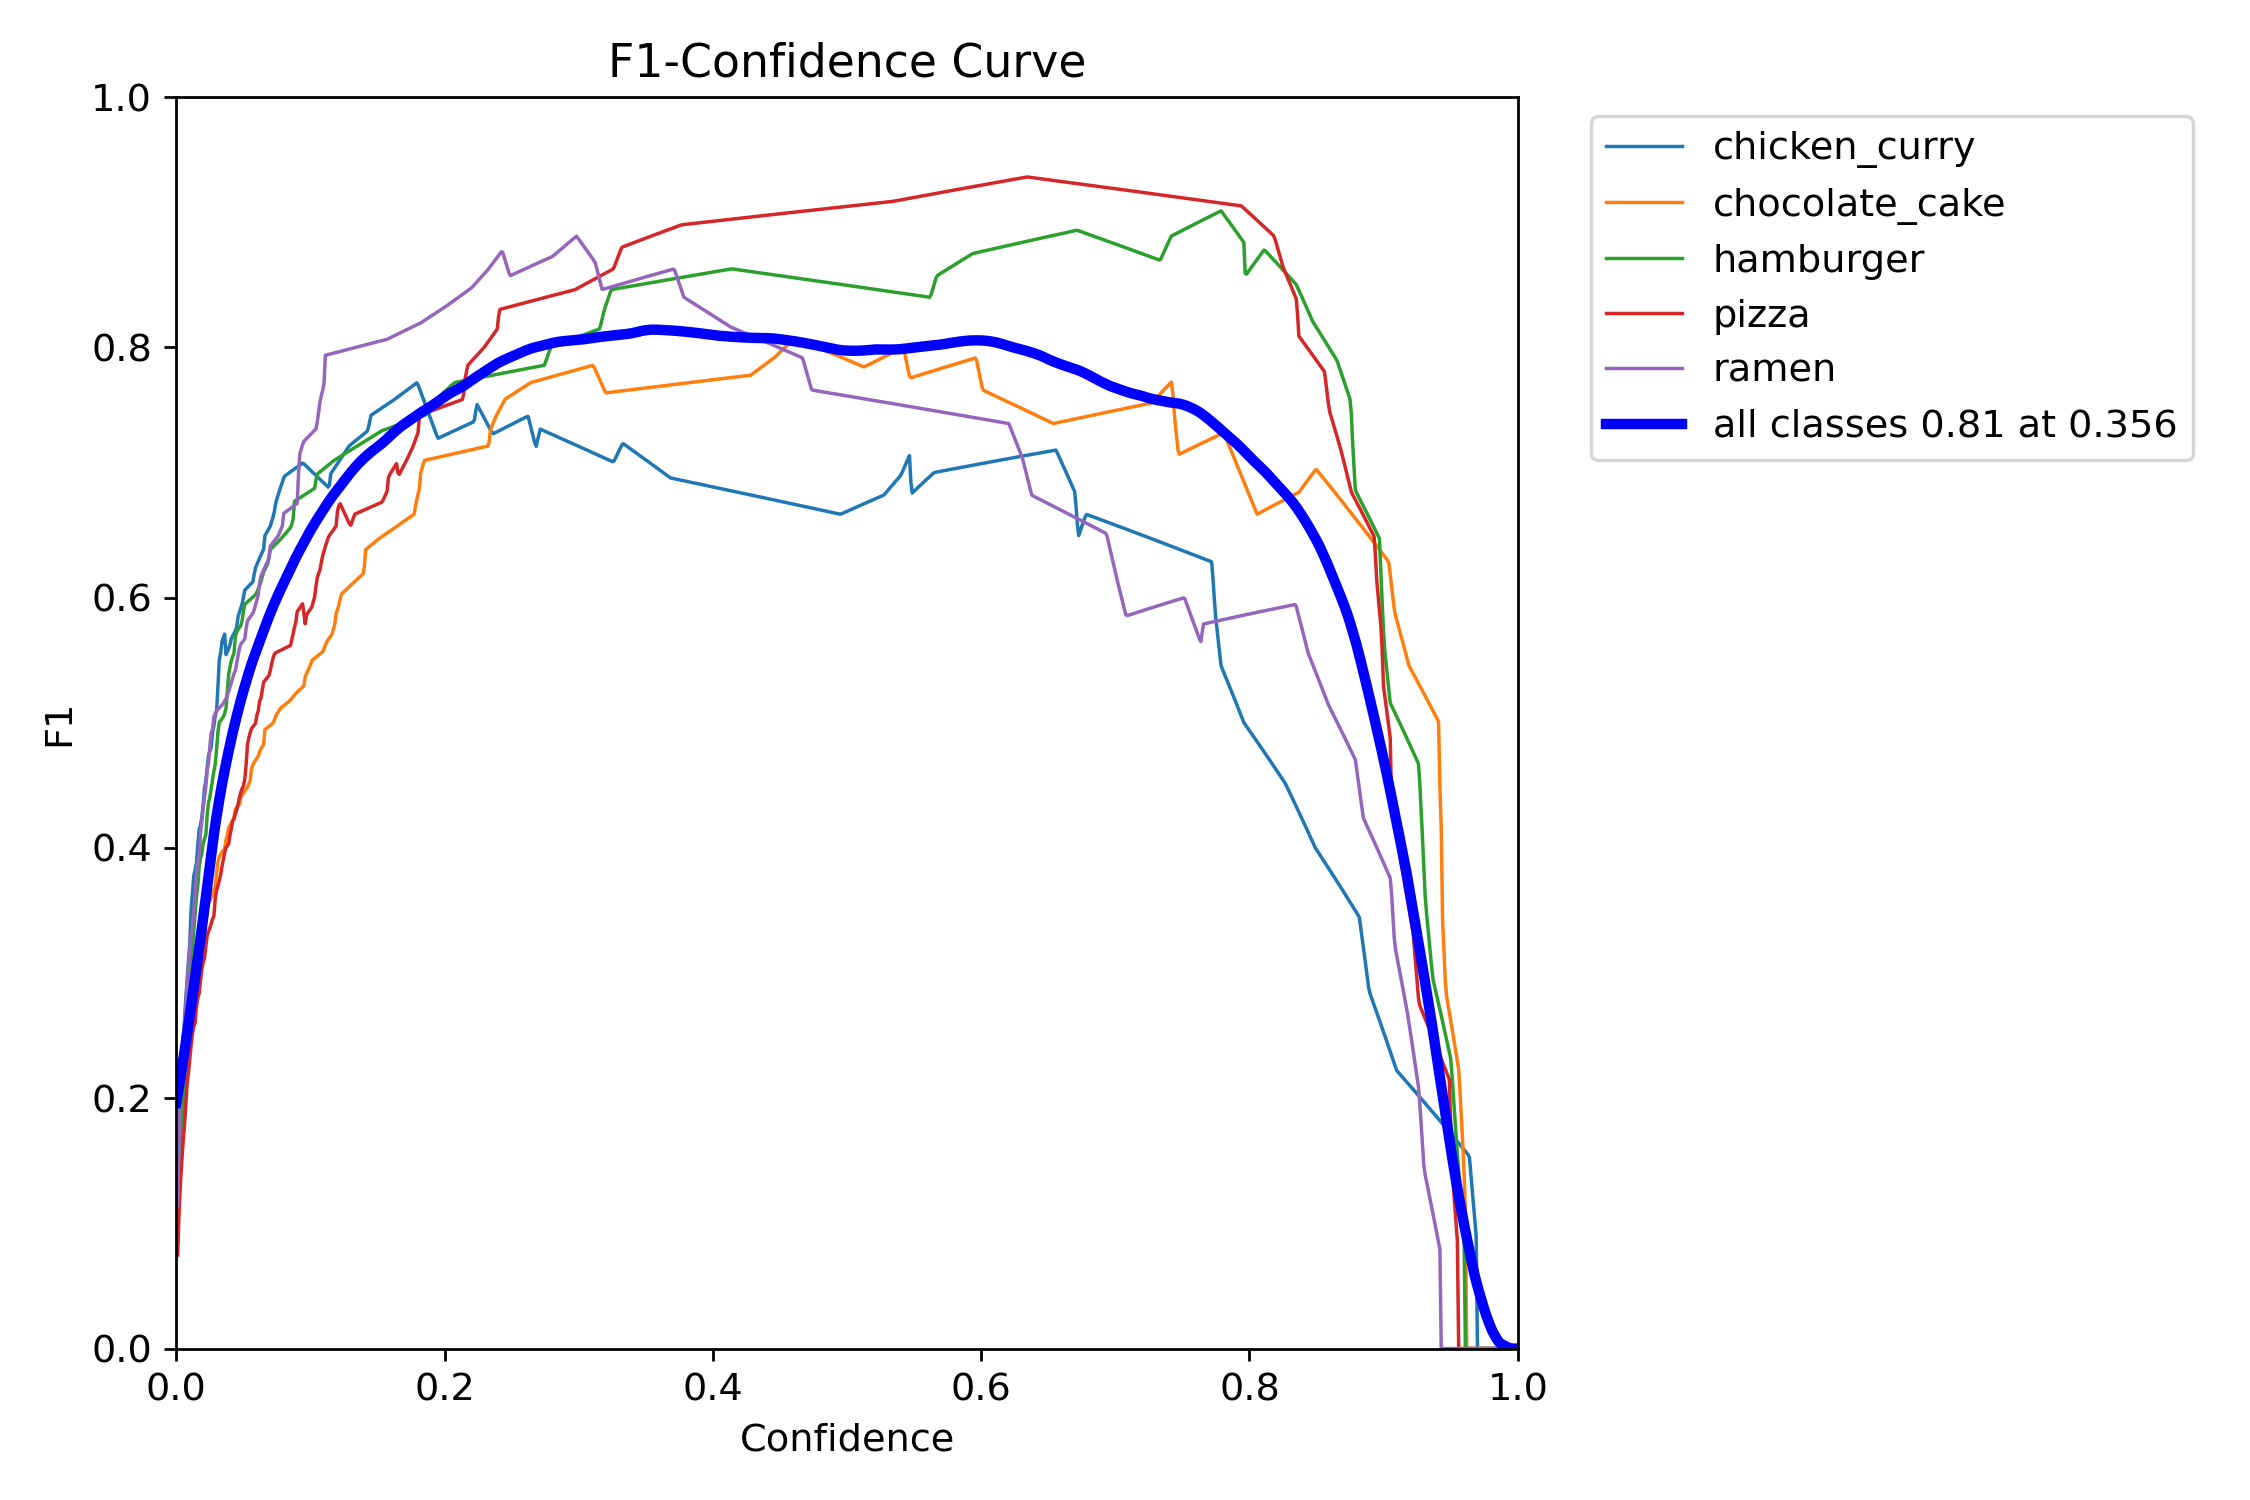 F1-Confidence Curve
1.0
0.8
0.6
0.4
0.2
0.0
F1
0.0 0.2 0.4 0.6 0.8 1.0
Confidence
chicken_curry
chocolate_cake
hamburger
pizza
ramen
all classes 0.81 at 0.356